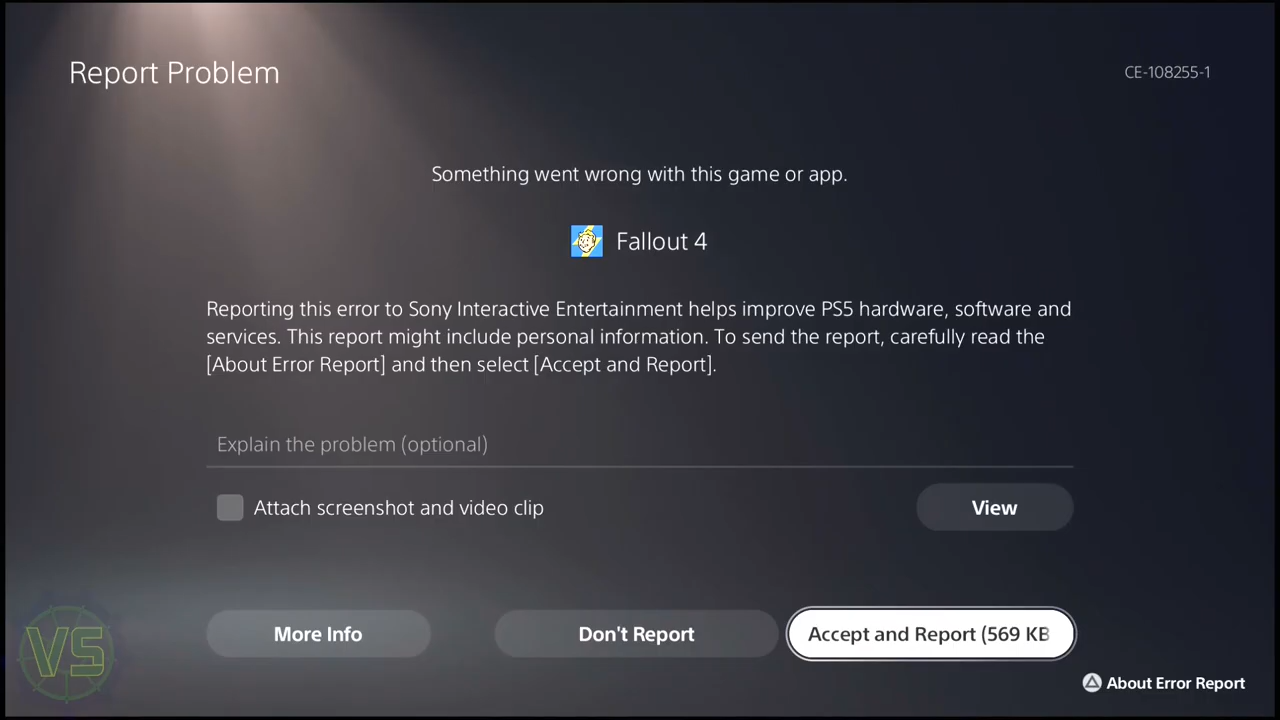 Report Problem
CE-108255-1
Something went wrong with this game or app.
Fallout 4
Reporting this error to Sony Interactive Entertainment helps improve PS5 hardware, software and
services. This report might include personal information. To send the report, carefully read the
[About Error Report] and then select [Accept and Report].
Explain the problem (optional)
Attach screenshot and video clip
View
More Info
Don't Report
Accept and Report (569 KB
About Error Report
VS